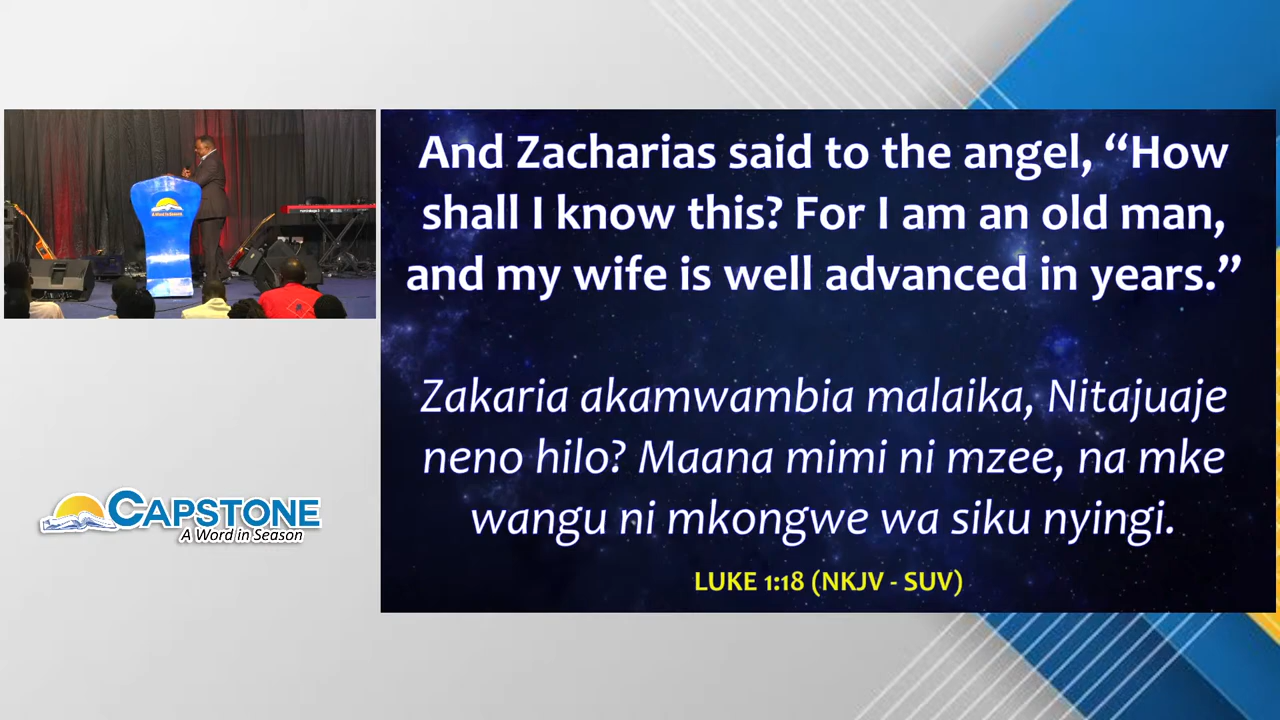 And Zacharias said to the angel, “How
shall I know this? For I am an old man,
and my wife is well advanced in years.”
Zakaria akamwambia malaika, Nitajuaje
neno hilo? Maana mimi ni mzee, na mke
wangu ni mkongwe wa siku nyingi.
LUKE 1:18 (NKJV - SUV)
CAPSTONE
A Word in Season